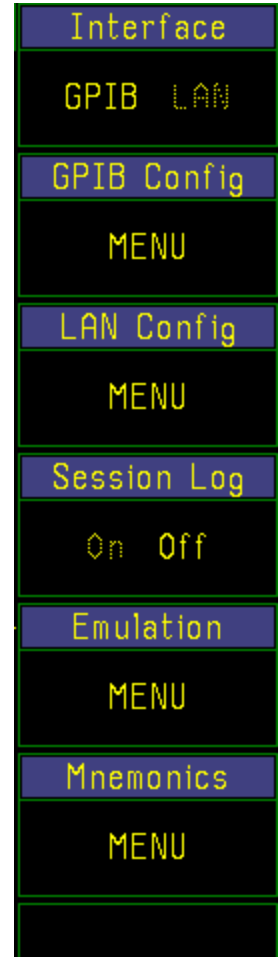 Interface
GPIB LAN
GPIB Config
MENU
LAN Config
MENU
Session Log
On Off
Emulation
MENU
Mnemonics
MENU